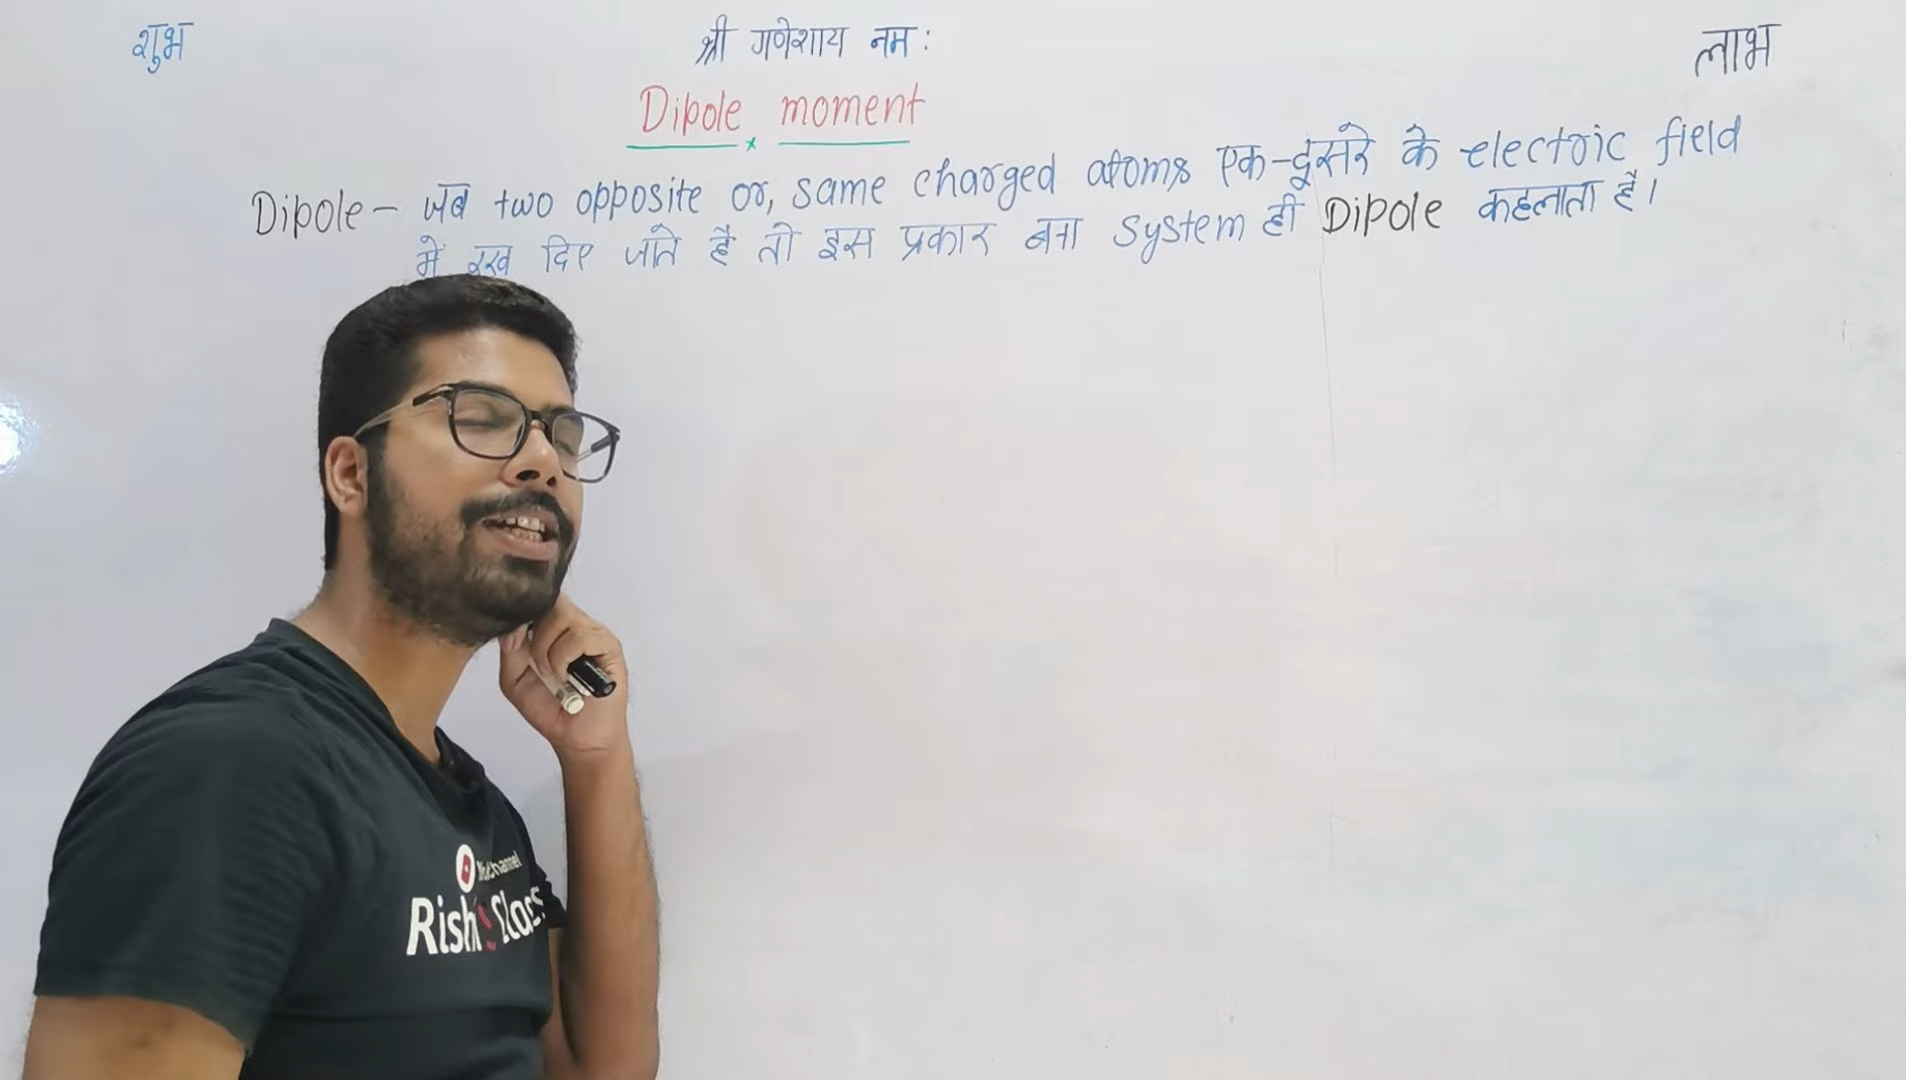 शुभ श्री गणेशाय नम: लाभ
Dipole moment
Dipole - जब two opposite or, same charged atoms एक-दूसरे के electric field
में रख दिए जाते है तो इस प्रकार बना system ही Dipole कहलाता है।
Rishi's Class